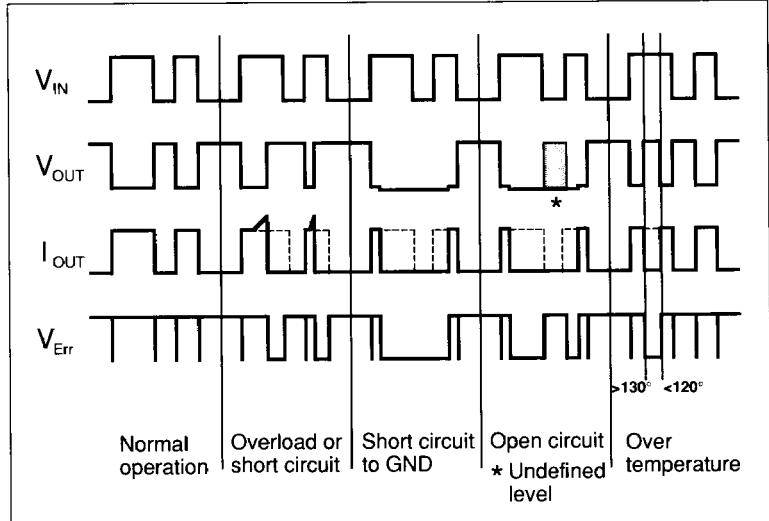 V_IN
V_OUT
*
I_OUT
V_Err
>130° <120°
Normal operation
Overload or short circuit
Short circuit to GND
Open circuit
* Undefined level
Over temperature